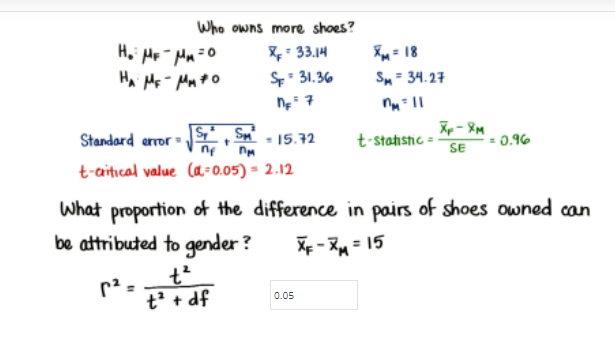 Who owns more shoes?
H₀: μF - μM = 0 x̄F = 33.14 x̄M = 18
HA: μF - μM ≠ 0 SF = 31.36 SM = 34.27
nF = 7 nM = 11
Standard error = √(SF²/nF + SM²/nM) = 15.72 t-statistic = (x̄F - x̄M)/SE = 0.96
t-critical value (α=0.05) = 2.12
What proportion of the difference in pairs of shoes owned can
be attributed to gender? x̄F - x̄M = 15
r² = t²/(t² + df) 0.05